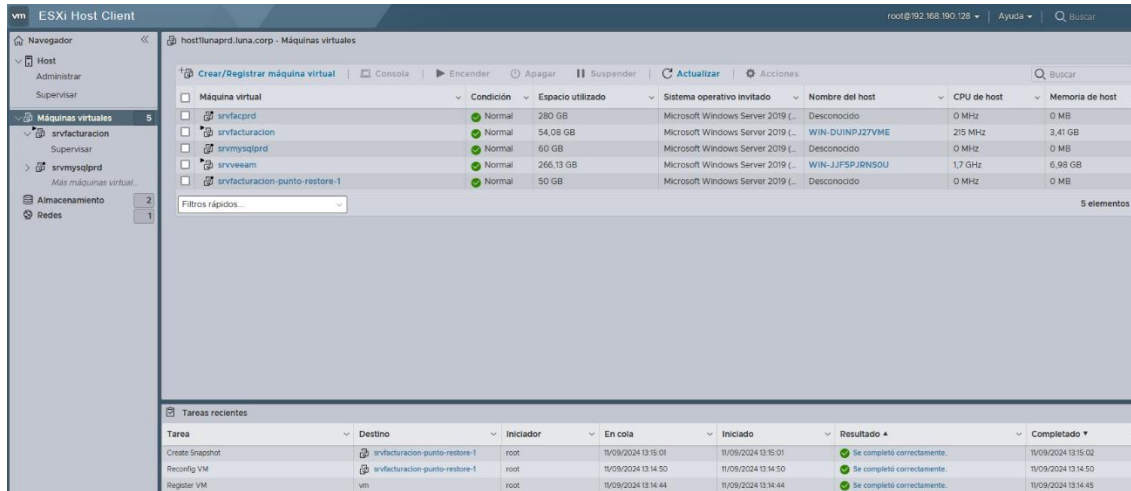 vm ESXi Host Client root@192.168.190.128 Ayuda Buscar
Navegador
Host
Administrar
Supervisar
Máquinas virtuales 5
srvfacturacion
Supervisar
srvmysqlprd
Más máquinas virtual...
Almacenamiento 2
Redes 1
host1lunaprd.luna.corp - Máquinas virtuales
Crear/Registrar máquina virtual Consola Encender Apagar Suspender Actualizar Acciones Buscar
Máquina virtual Condición Espacio utilizado Sistema operativo invitado Nombre del host CPU de host Memoria de host
srvfacprd Normal 280 GB Microsoft Windows Server 2019 (... Desconocido 0 MHz 0 MB
srvfacturacion Normal 54,08 GB Microsoft Windows Server 2019 (... WIN-DUINPJ27VME 215 MHz 3,41 GB
srvmysqlprd Normal 60 GB Microsoft Windows Server 2019 (... Desconocido 0 MHz 0 MB
srvveeam Normal 266,13 GB Microsoft Windows Server 2019 (... WIN-JJF5PJRNS0U 1,7 GHz 6,98 GB
srvfacturacion-punto-restore-1 Normal 50 GB Microsoft Windows Server 2019 (... Desconocido 0 MHz 0 MB
Filtros rápidos... 5 elementos
Tareas recientes
Tarea Destino Iniciador En cola Iniciado Resultado Completado
Create Snapshot srvfacturacion-punto-restore-1 root 11/09/2024 13:15:01 11/09/2024 13:15:01 Se completó correctamente. 11/09/2024 13:15:02
Reconfig VM srvfacturacion-punto-restore-1 root 11/09/2024 13:14:50 11/09/2024 13:14:50 Se completó correctamente. 11/09/2024 13:14:50
Register VM vm root 11/09/2024 13:14:44 11/09/2024 13:14:44 Se completó correctamente. 11/09/2024 13:14:45